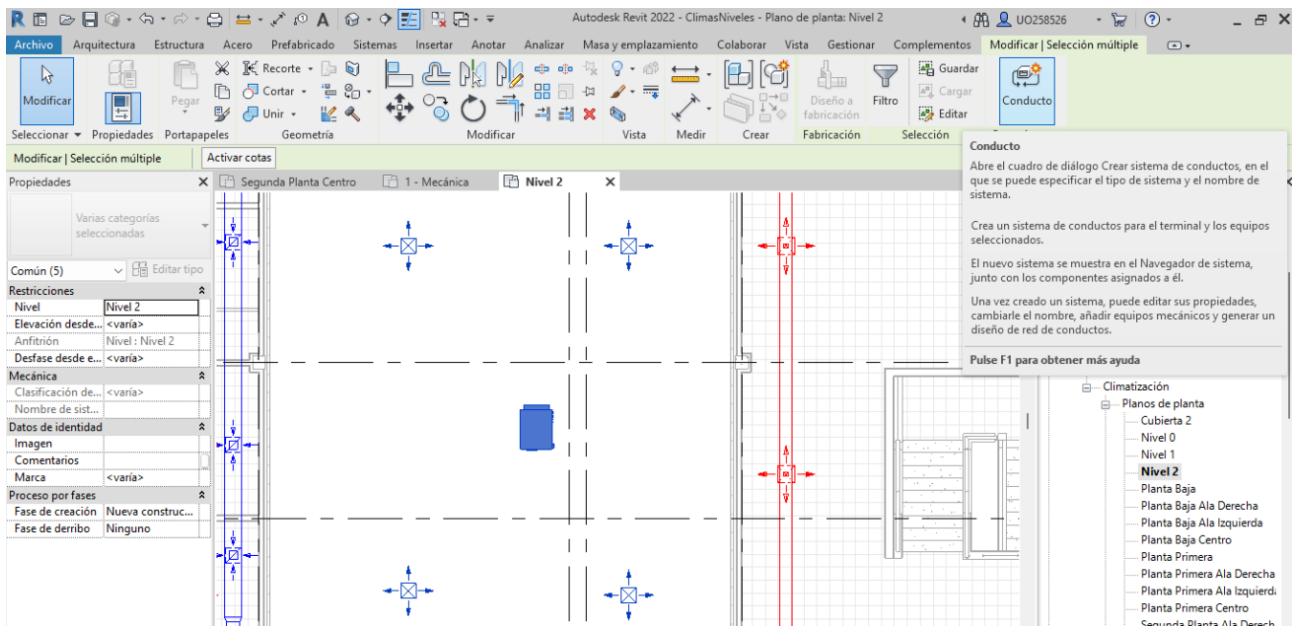 Autodesk Revit 2022 - ClimasNiveles - Plano de planta: Nivel 2
UO258526
Archivo Arquitectura Estructura Acero Prefabricado Sistemas Insertar Anotar Analizar Masa y emplazamiento Colaborar Vista Gestionar Complementos Modificar | Selección múltiple
Modificar
Pegar
Recorte
Cortar
Unir
Diseño a
fabricación
Filtro
Guardar
Cargar
Editar
Conducto
Seleccionar Propiedades Portapapeles Geometría Modificar Vista Medir Crear Fabricación Selección
Modificar | Selección múltiple Activar cotas
Propiedades
Segunda Planta Centro 1 - Mecánica Nivel 2
Varias categorías
seleccionadas
Común (5) Editar tipo
Restricciones
Nivel Nivel 2
Elevación desde... <varía>
Anfitrión Nivel : Nivel 2
Desfase desde e... <varía>
Mecánica
Clasificación de... <varía>
Nombre de sist...
Datos de identidad
Imagen
Comentarios
Marca <varía>
Proceso por fases
Fase de creación Nueva construc...
Fase de derribo Ninguno
Conducto
Abre el cuadro de diálogo Crear sistema de conductos, en el
que se puede especificar el tipo de sistema y el nombre de
sistema.
Crea un sistema de conductos para el terminal y los equipos
seleccionados.
El nuevo sistema se muestra en el Navegador de sistema,
junto con los componentes asignados a él.
Una vez creado un sistema, puede editar sus propiedades,
cambiarle el nombre, añadir equipos mecánicos y generar un
diseño de red de conductos.
Pulse F1 para obtener más ayuda
Climatización
Planos de planta
Cubierta 2
Nivel 0
Nivel 1
Nivel 2
Planta Baja
Planta Baja Ala Derecha
Planta Baja Ala Izquierda
Planta Baja Centro
Planta Primera
Planta Primera Ala Derecha
Planta Primera Ala Izquierd
Planta Primera Centro
Segunda Planta Ala Derech